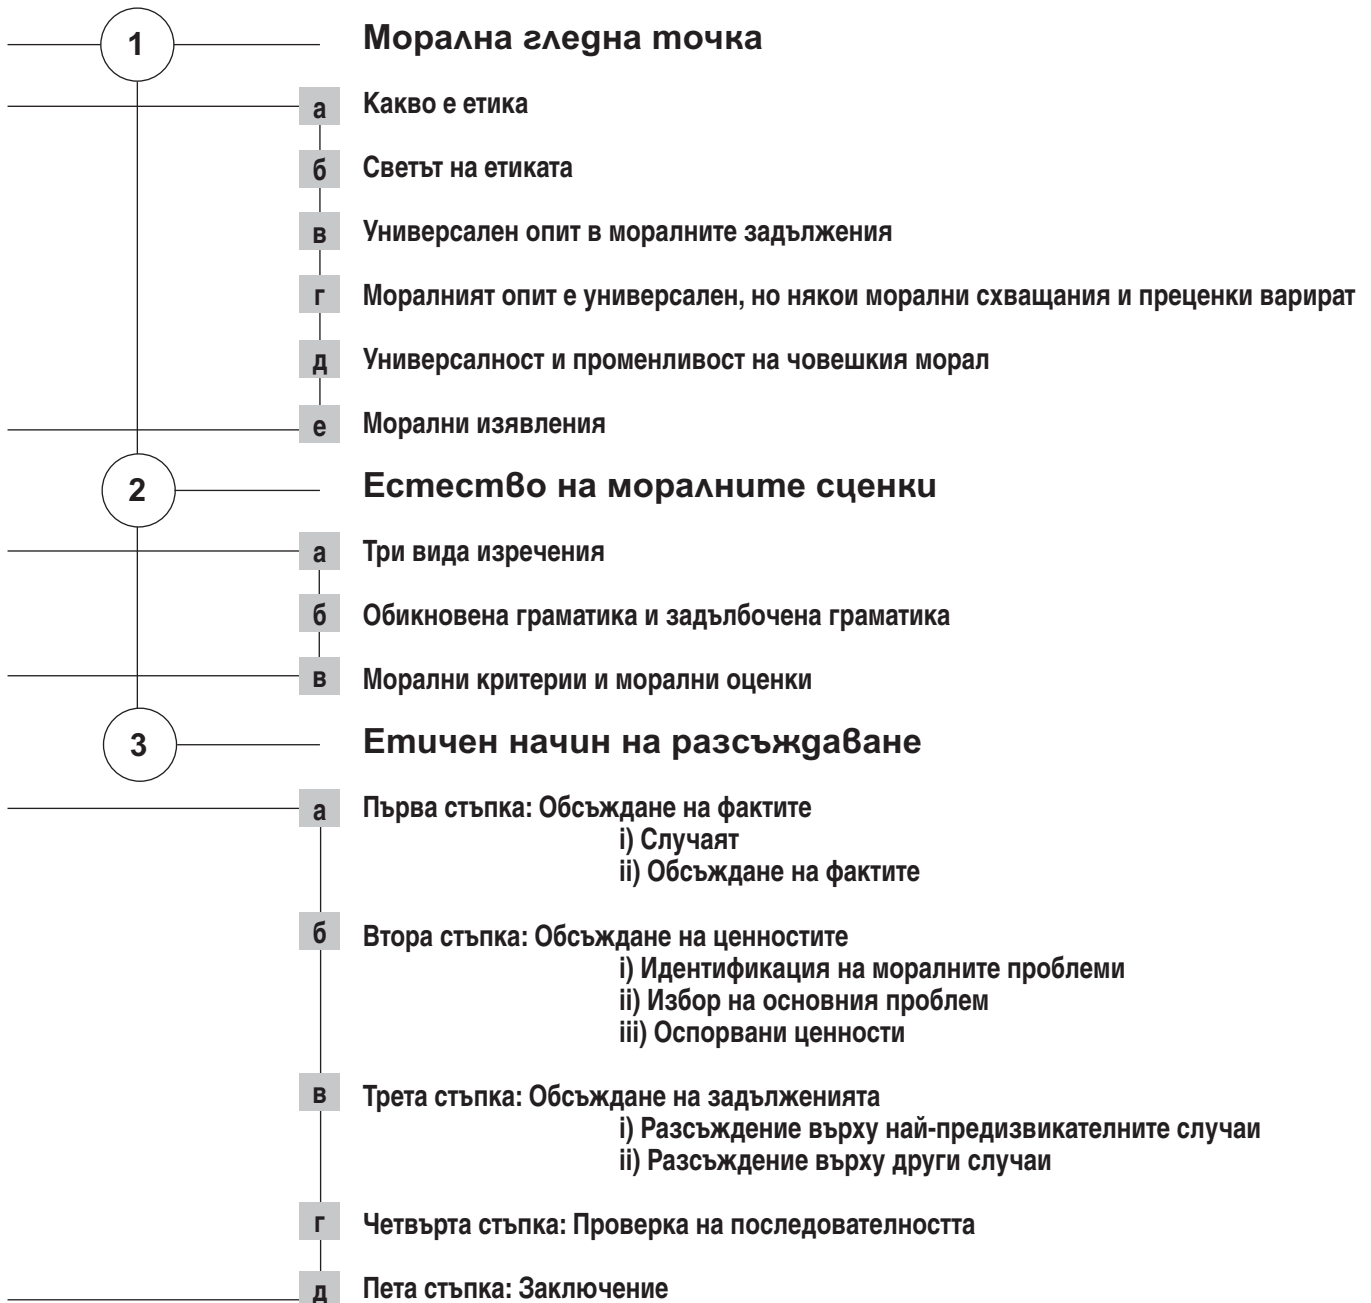 1 Морална гледна точка
а Какво е етика
б Светът на етиката
в Универсален опит в моралните задължения
г Моралният опит е универсален, но някои морални схващания и преценки варират
д Универсалност и променливост на човешкия морал
е Морални изявления
2 Естество на моралните сценки
а Три вида изречения
б Обикновена граматика и задълбочена граматика
в Морални критерии и морални оценки
3 Етичен начин на разсъждаване
а Първа стъпка: Обсъждане на фактите
i) Случаят
ii) Обсъждане на фактите
б Втора стъпка: Обсъждане на ценностите
i) Идентификация на моралните проблеми
ii) Избор на основния проблем
iii) Оспорвани ценности
в Трета стъпка: Обсъждане на задълженията
i) Разсъждение върху най-предизвикателните случаи
ii) Разсъждение върху други случаи
г Четвърта стъпка: Проверка на последователността
д Пета стъпка: Заключение